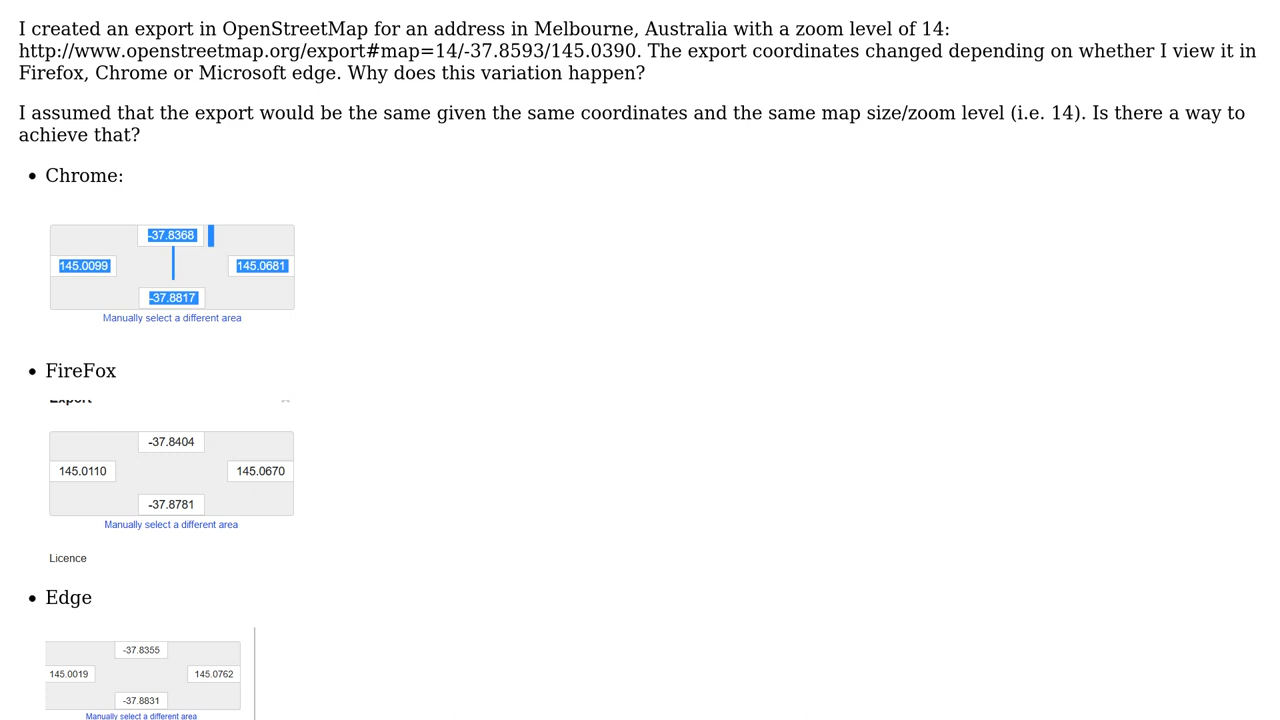 I created an export in OpenStreetMap for an address in Melbourne, Australia with a zoom level of 14:
http://www.openstreetmap.org/export#map=14/-37.8593/145.0390. The export coordinates changed depending on whether I view it in
Firefox, Chrome or Microsoft edge. Why does this variation happen?
I assumed that the export would be the same given the same coordinates and the same map size/zoom level (i.e. 14). Is there a way to
achieve that?
• Chrome:
-37.8368
145.0099 145.0681
-37.8817
Manually select a different area
• FireFox
Export
-37.8404
145.0110 145.0670
-37.8781
Manually select a different area
Licence
• Edge
-37.8355
145.0019 145.0762
-37.8831
Manually select a different area